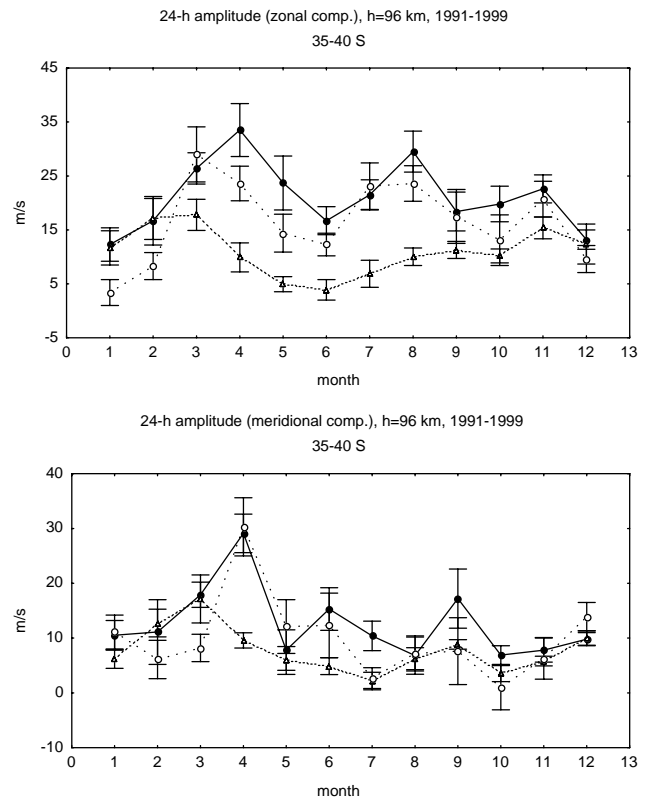 24-h amplitude (zonal comp.), h=96 km, 1991-1999
35-40 S
45
35
25
15
5
-5
m/s
0 1 2 3 4 5 6 7 8 9 10 11 12 13
month
24-h amplitude (meridional comp.), h=96 km, 1991-1999
35-40 S
40
30
20
10
0
-10
m/s
0 1 2 3 4 5 6 7 8 9 10 11 12 13
month